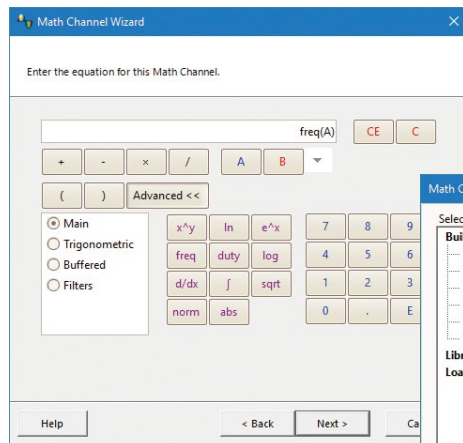 Math Channel Wizard
Enter the equation for this Math Channel.
freq(A) CE C
+ - × / A B
( ) Advanced <<
Main x^y ln e^x 7 8 9
Trigonometric freq duty log 4 5 6
Buffered d/dx ∫ sqrt 1 2 3
Filters norm abs 0 . E
Help < Back Next > Ca
Math C
Selec
Bui
Libr
Loa